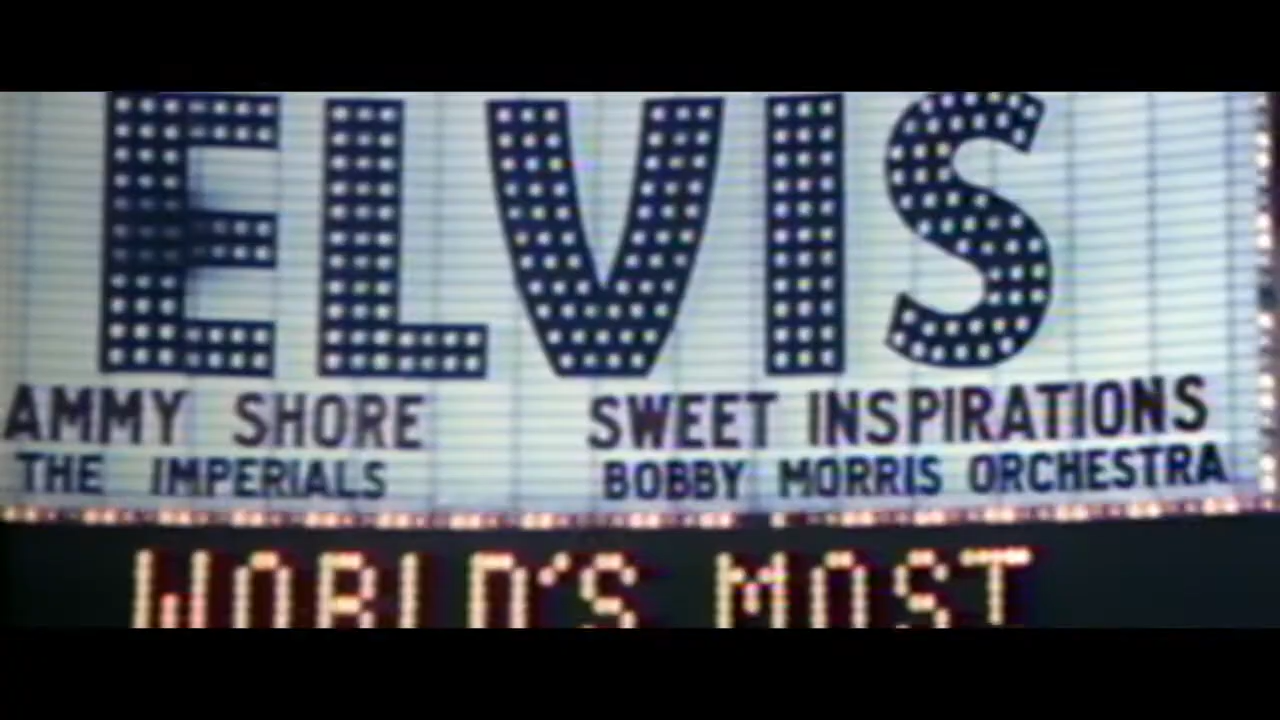 ELVIS
AMMY SHORE SWEET INSPIRATIONS
THE IMPERIALS BOBBY MORRIS ORCHESTRA
WORLD'S MOST